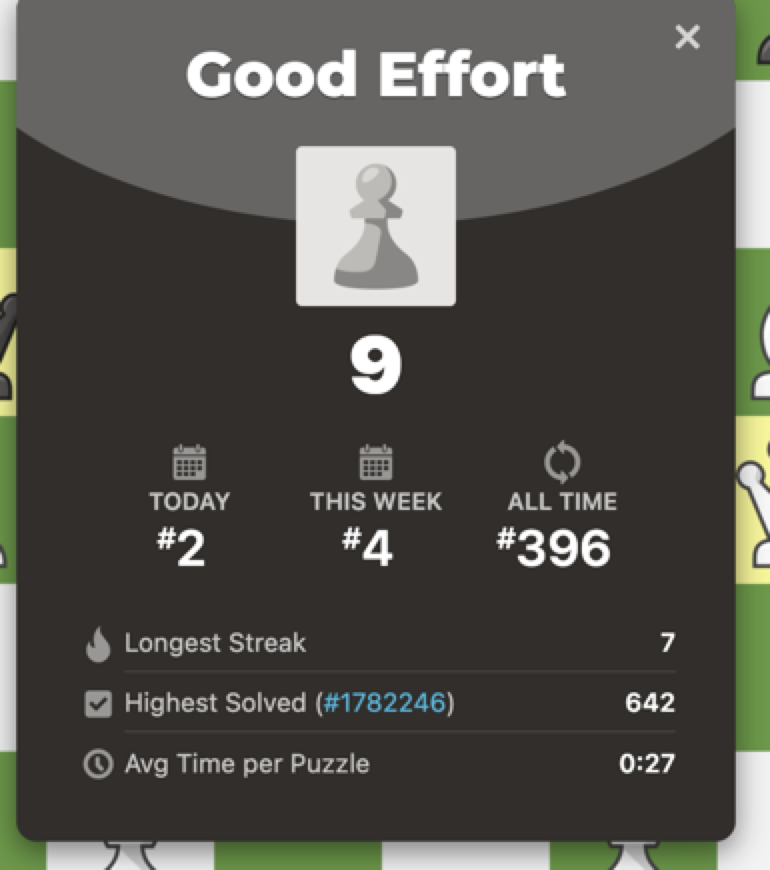 Good Effort
9
TODAY THIS WEEK ALL TIME
#2 #4 #396
Longest Streak 7
Highest Solved (#1782246) 642
Avg Time per Puzzle 0:27